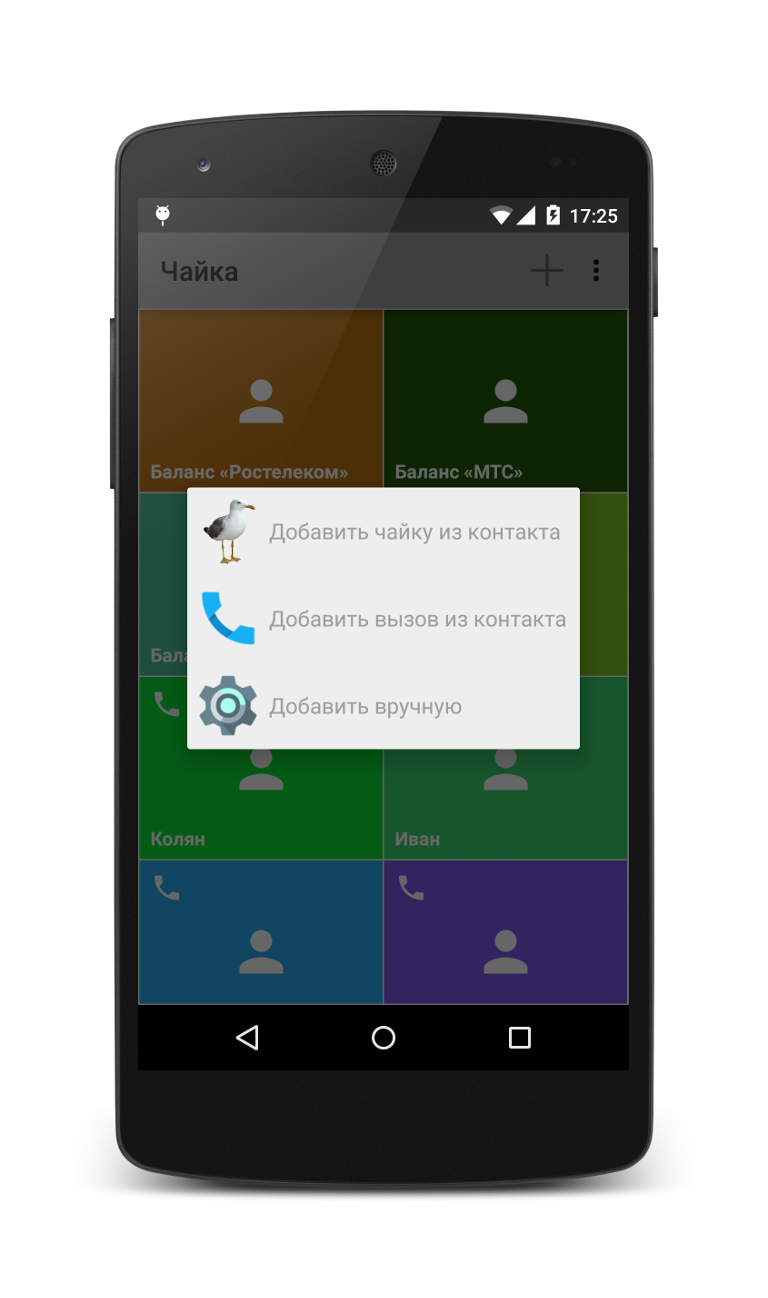 17:25
Чайка
Баланс «Ростелеком»
Баланс «МТС»
Добавить чайку из контакта
Добавить вызов из контакта
Добавить вручную
Колян
Иван